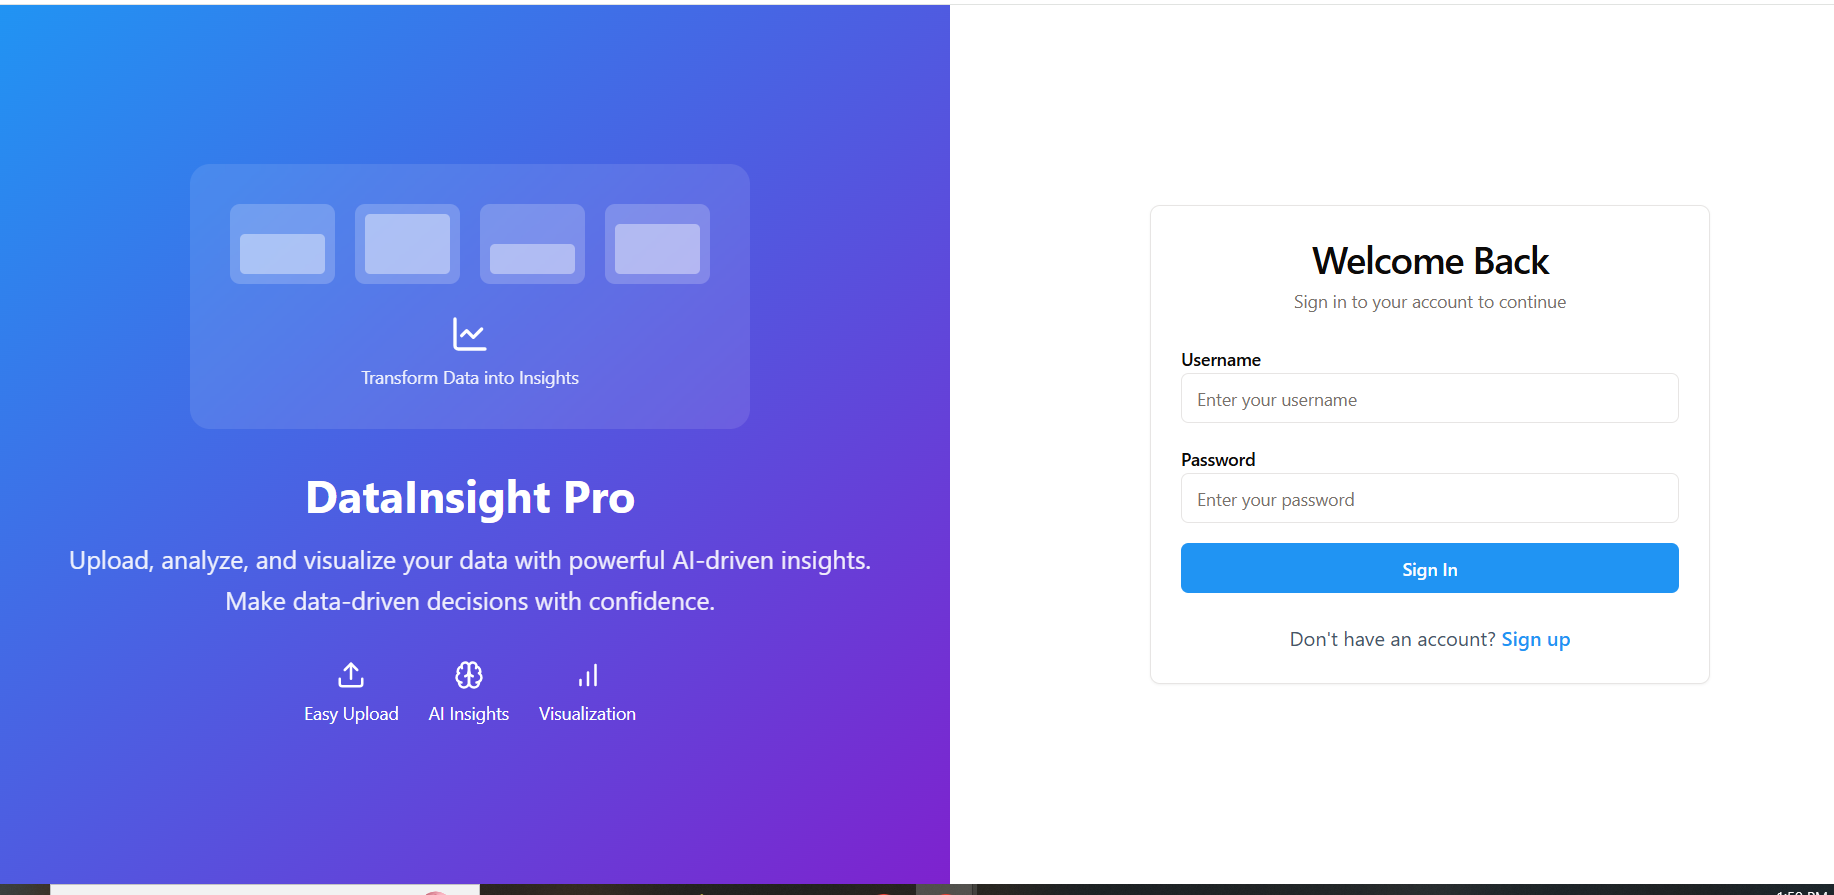 Transform Data into Insights
DataInsight Pro
Upload, analyze, and visualize your data with powerful AI-driven insights.
Make data-driven decisions with confidence.
Easy Upload
AI Insights
Visualization
Welcome Back
Sign in to your account to continue
Username
Enter your username
Password
Enter your password
Sign In
Don't have an account? Sign up